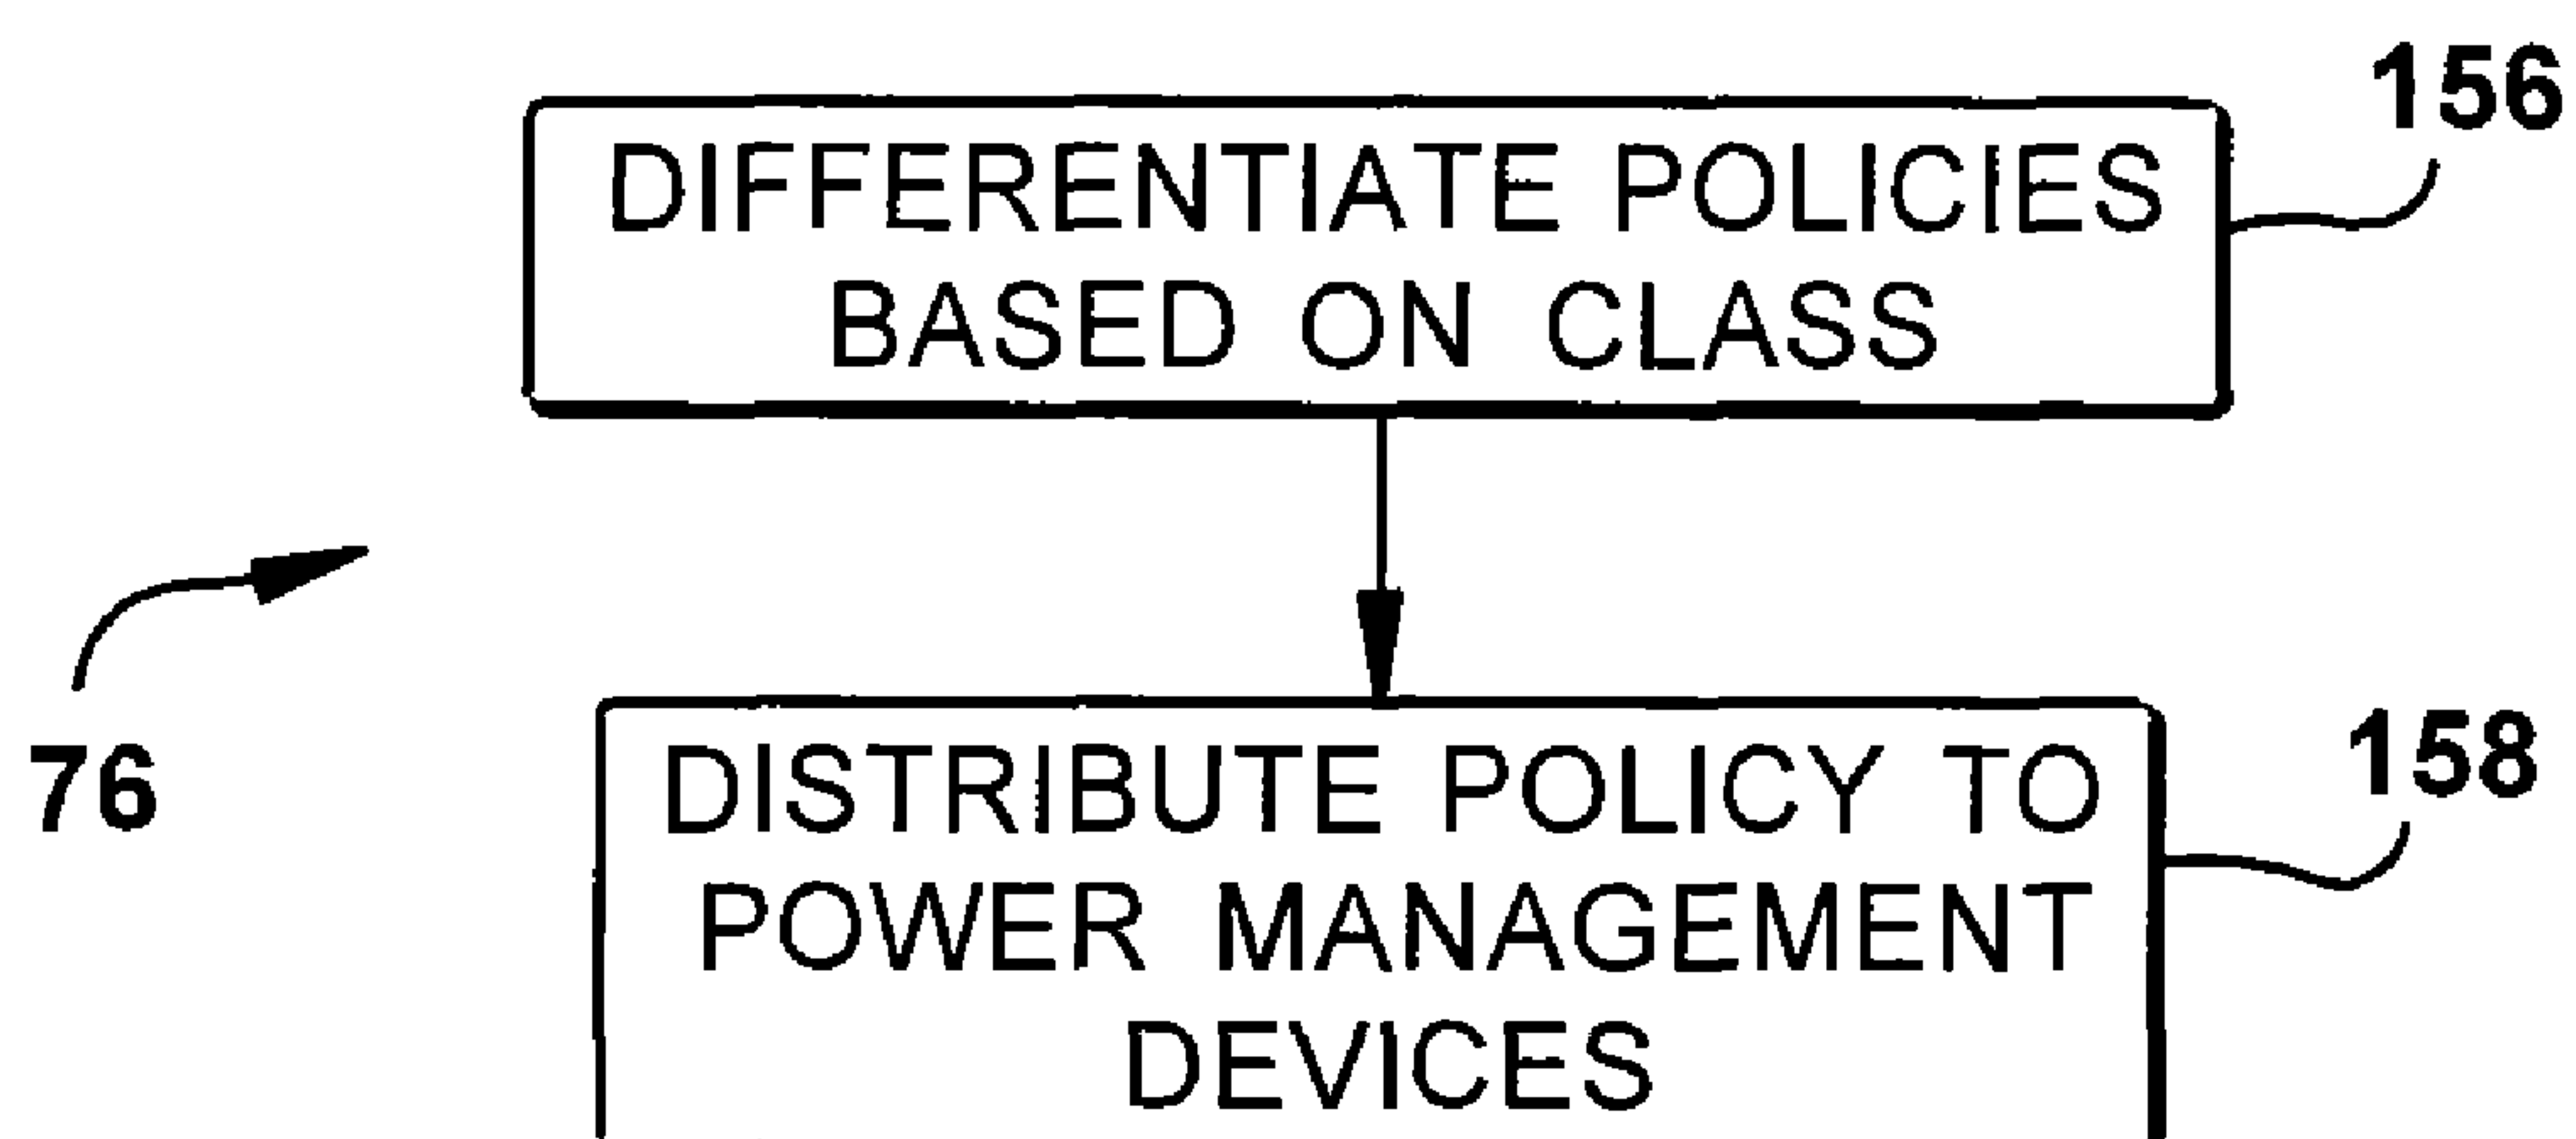 156
DIFFERENTIATE POLICIES
BASED ON CLASS
76
158
DISTRIBUTE POLICY TO
POWER MANAGEMENT
DEVICES